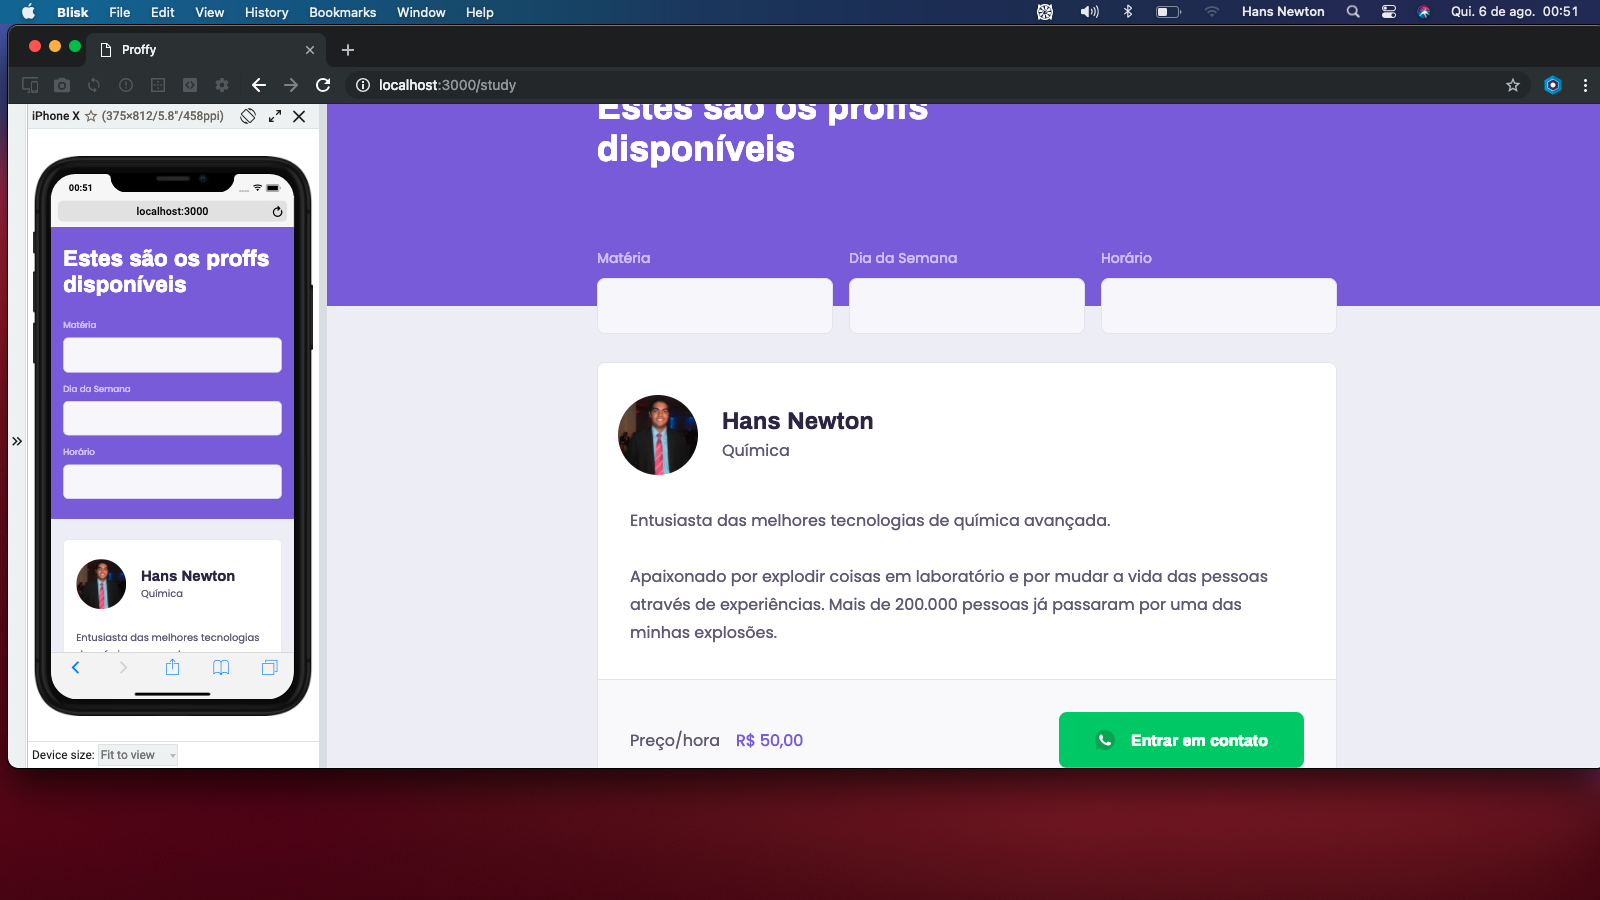 Blisk File Edit View History Bookmarks Window Help Hans Newton Qui. 6 de ago. 00:51
Proffy
localhost:3000/study
iPhone X (375×812/5.8"/458ppi)
00:51
localhost:3000
Estes são os proffs
disponíveis
Matéria
Dia da Semana
Horário
Hans Newton
Química
Entusiasta das melhores tecnologias
Device size: Fit to view
Estes são os proffs
disponíveis
Matéria Dia da Semana Horário
Hans Newton
Química
Entusiasta das melhores tecnologias de química avançada.
Apaixonado por explodir coisas em laboratório e por mudar a vida das pessoas
através de experiências. Mais de 200.000 pessoas já passaram por uma das
minhas explosões.
Preço/hora R$ 50,00 Entrar em contato